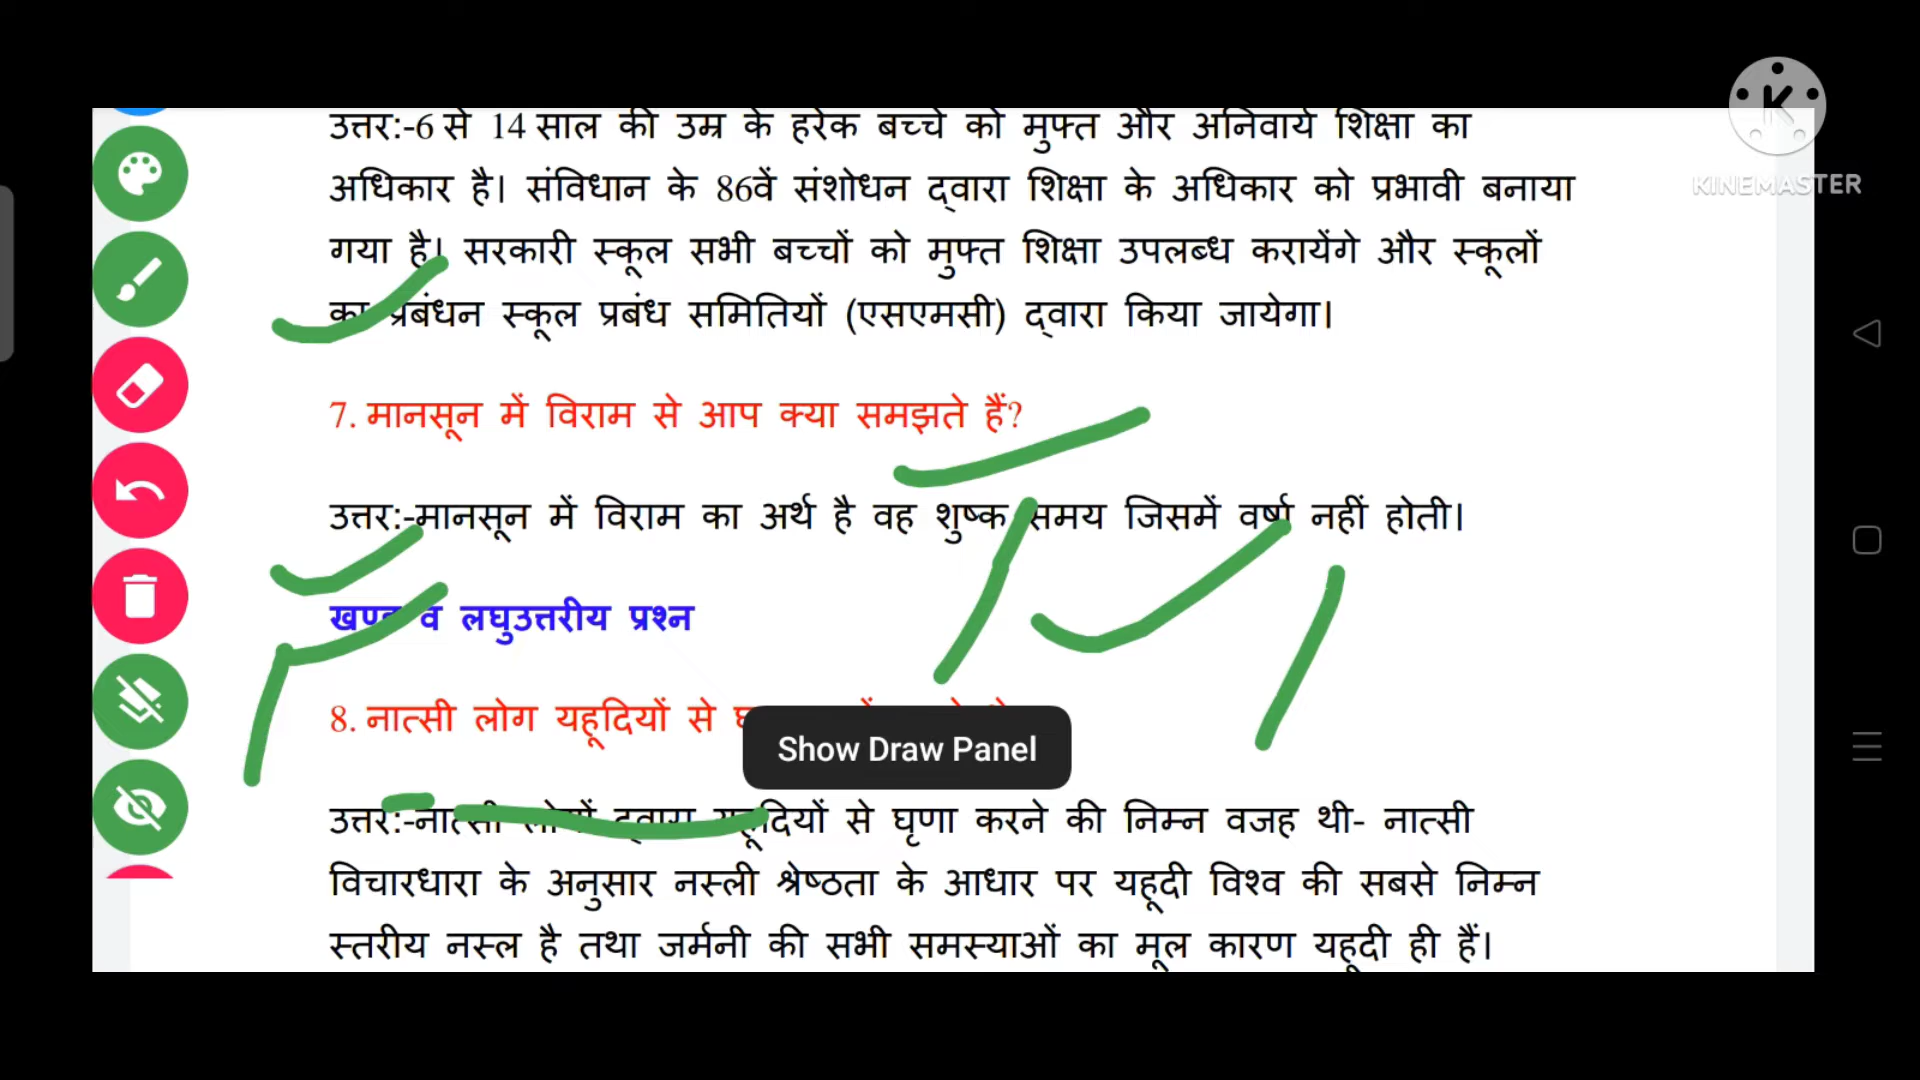 उत्तर:-6 से 14 साल की उम्र के हरेक बच्चे को मुफ्त और अनिवार्य शिक्षा का
KINEMASTER
अधिकार है। संविधान के 86वें संशोधन द्वारा शिक्षा के अधिकार को प्रभावी बनाया
गया है। सरकारी स्कूल सभी बच्चों को मुफ्त शिक्षा उपलब्ध करायेंगे और स्कूलों
का प्रबंधन स्कूल प्रबंध समितियों (एसएमसी) द्वारा किया जायेगा।
7. मानसून में विराम से आप क्या समझते हैं?
उत्तर:-मानसून में विराम का अर्थ है वह शुष्क समय जिसमें वर्षा नहीं होती।
व लघुउत्तरीय प्रश्न
8. नात्सी लोग यहूदियों से
Show Draw Panel
उत्तर:-नात्सी लोगों द्वारा यहूदियों से घृणा करने की निम्न वजह थी- नात्सी
विचारधारा के अनुसार नस्ली श्रेष्ठता के आधार पर यहूदी विश्व की सबसे निम्न
स्तरीय नस्ल है तथा जर्मनी की सभी समस्याओं का मूल कारण यहूदी ही हैं।